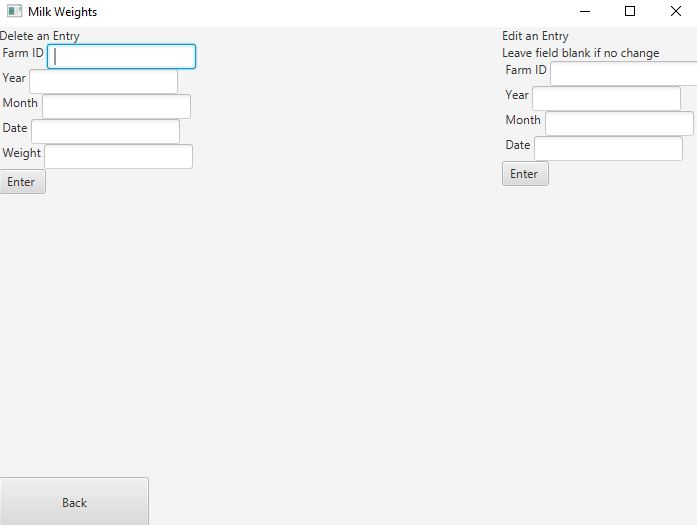 Milk Weights
Delete an Entry
Farm ID
Year
Month
Date
Weight
Enter
Edit an Entry
Leave field blank if no change
Farm ID
Year
Month
Date
Enter
Back